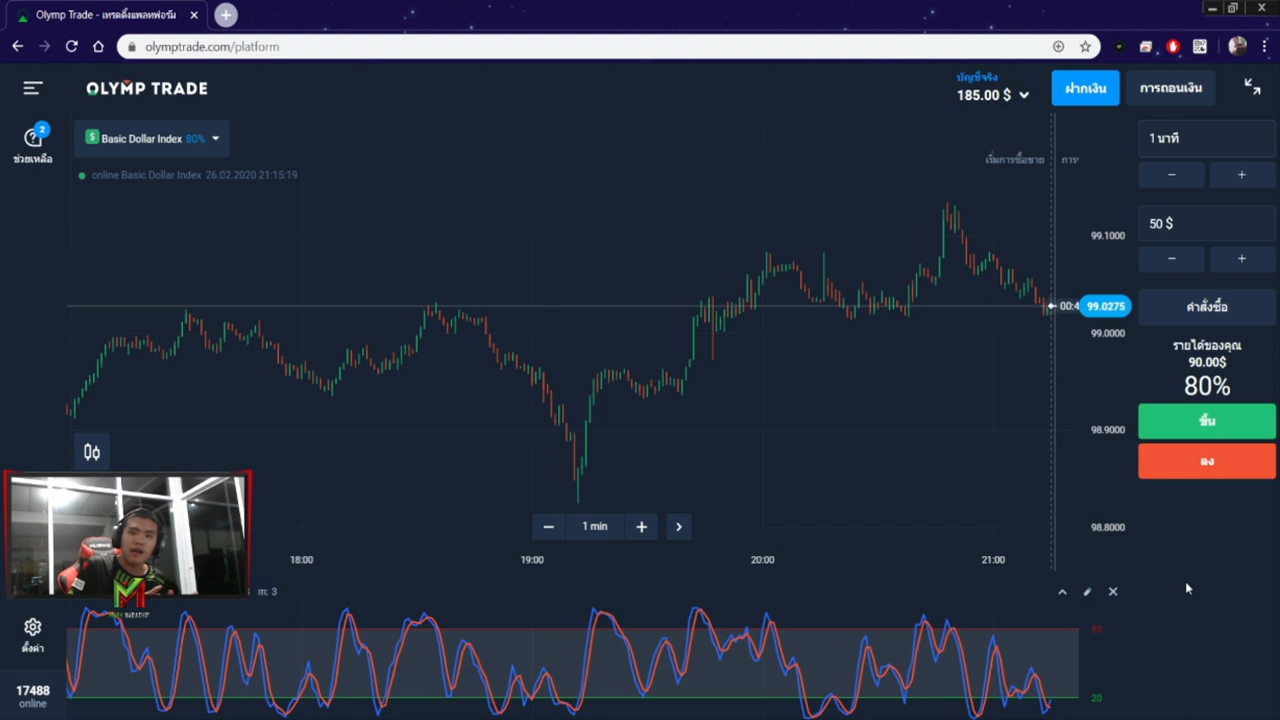 Olymp Trade - เทรดดิ้งแพลทฟอร์ม
olymptrade.com/platform
OLYMP TRADE
บัญชีจริง
185.00 $
ฝากเงิน
การถอนเงิน
2
ช่วยเหลือ
Basic Dollar Index 80%
online Basic Dollar Index 26.02.2020 21:15:19
เริ่มการซื้อขาย
1 นาที
50 $
99.1000
00:4
99.0275
99.0000
98.9000
98.8000
คำสั่งซื้อ
รายได้ของคุณ
90.00$
80%
ขึ้น
ลง
1 min
18:00
19:00
20:00
21:00
m: 3
80
20
ตั้งค่า
17488
online